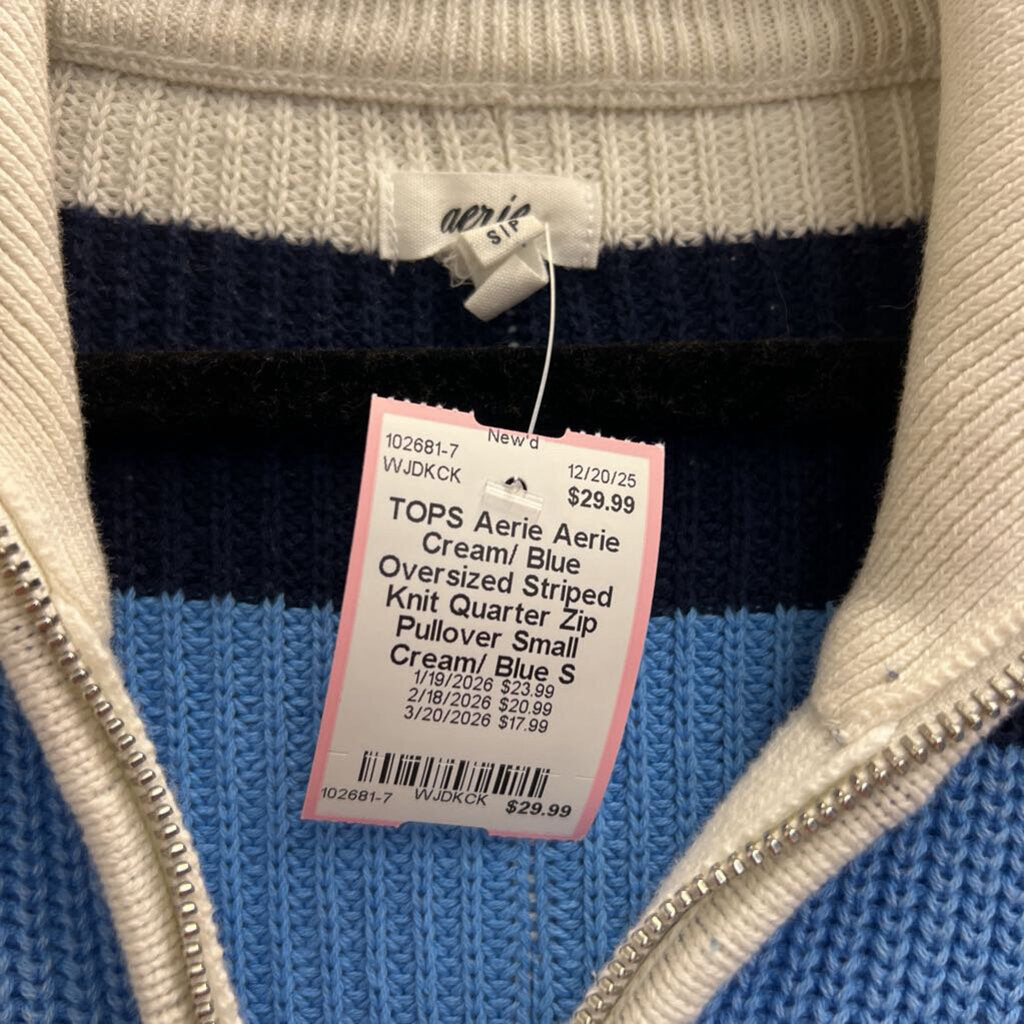 aerie
S/P
New'd
102681-7
WJDKCK
12/20/25
$29.99
TOPS Aerie Aerie
Cream/ Blue
Oversized Striped
Knit Quarter Zip
Pullover Small
Cream/ Blue S
1/19/2026 $23.99
2/18/2026 $20.99
3/20/2026 $17.99
102681-7 WJDKCK $29.99